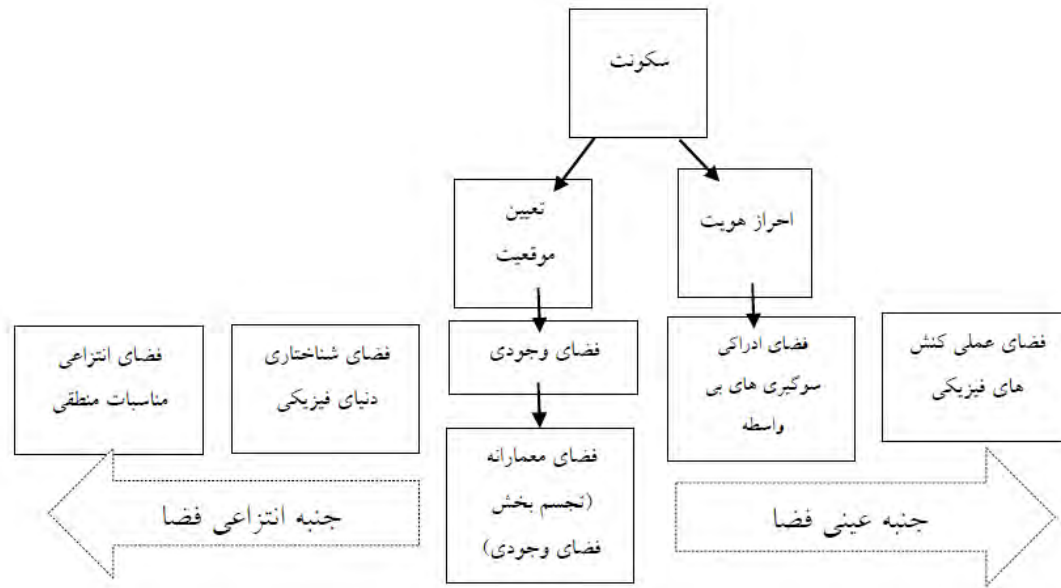 سکونت
احراز هویت
تعیین
موقعیت
فضای عملی کنش
های فیزیکی
فضای ادراکی
سوگیری های بی
واسطه
فضای وجودی
فضای شناختاری
دنیای فیزیکی
فضای انتزاعی
مناسبات منطقی
فضای معمارانه
(تجسم بخش
فضای وجودی)
جنبه عینی فضا
جنبه انتزاعی فضا